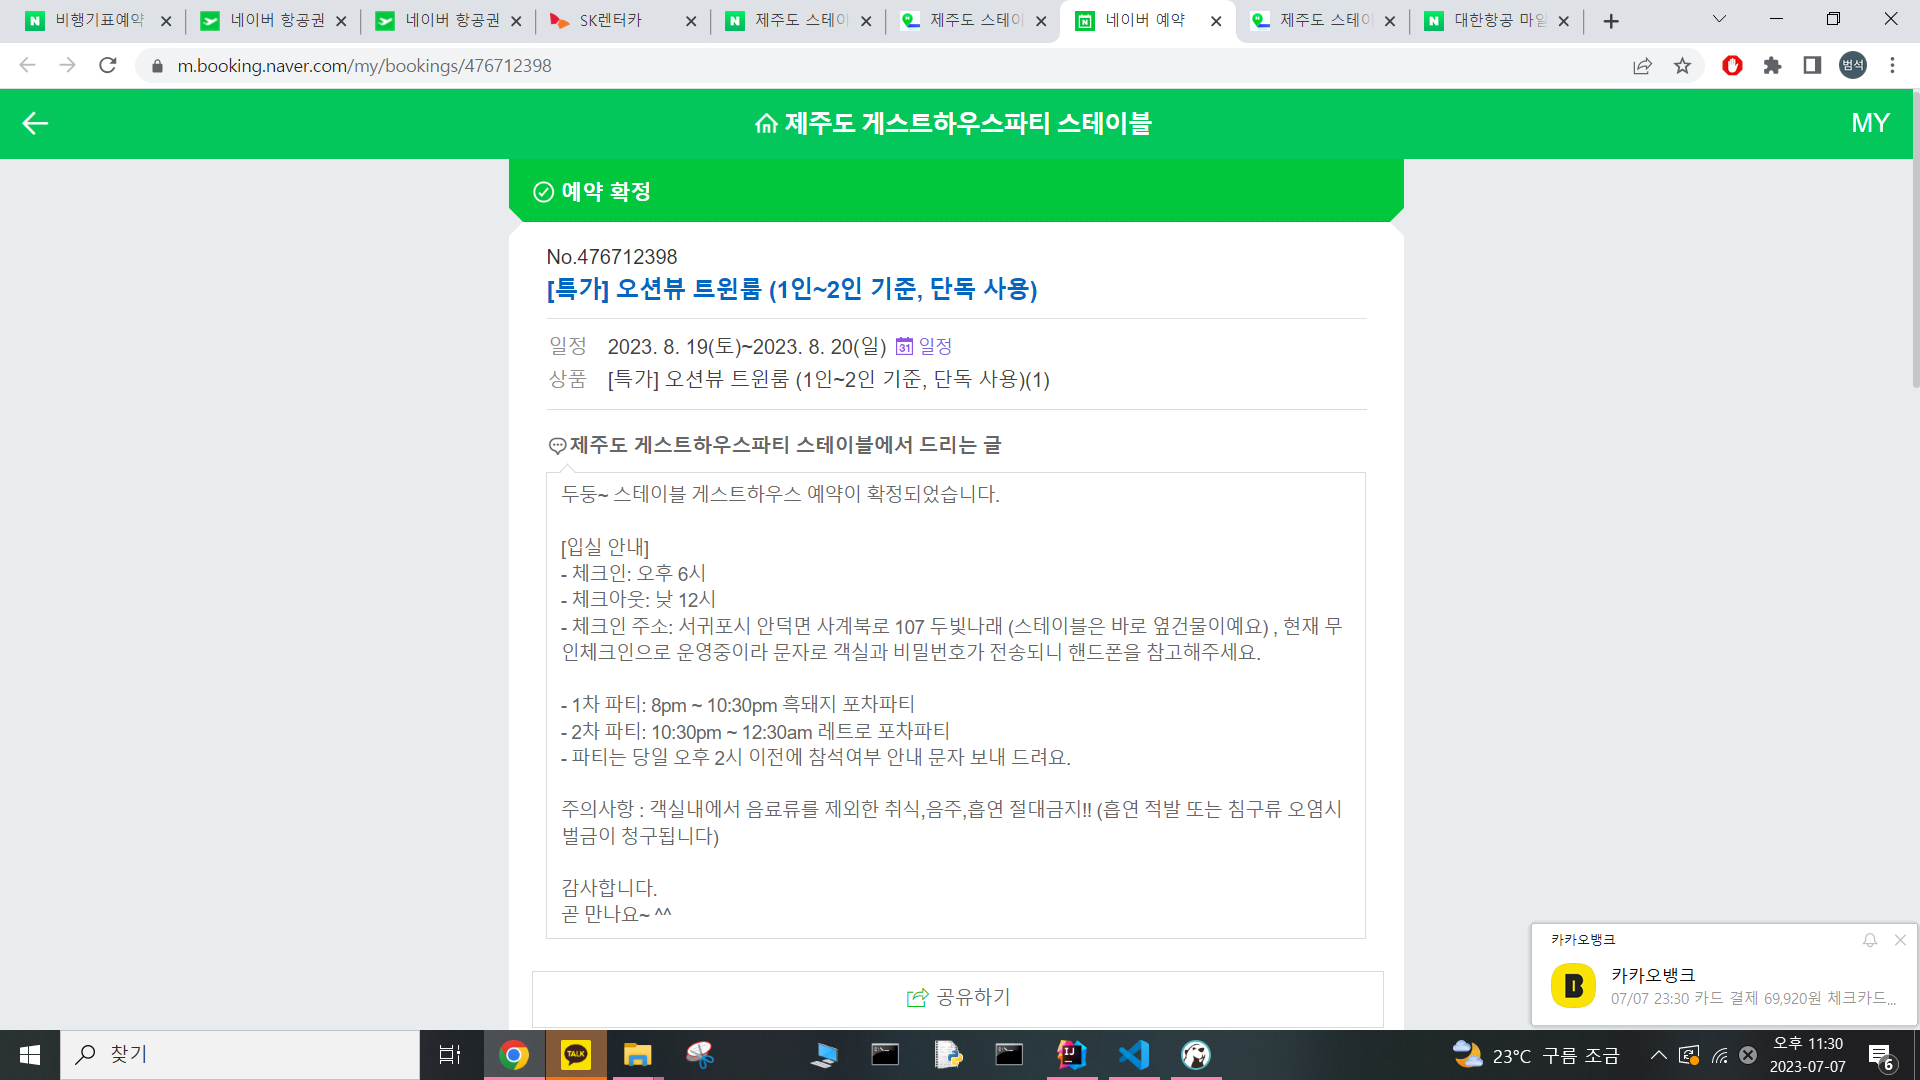 비행기표예약
네이버 항공권
네이버 항공권
SK렌터카
제주도 스테이
제주도 스테이
네이버 예약
제주도 스테이
대한항공 마일
m.booking.naver.com/my/bookings/476712398
범석
제주도 게스트하우스파티 스테이블
MY
예약 확정
No.476712398
[특가] 오션뷰 트윈룸 (1인~2인 기준, 단독 사용)
일정 2023. 8. 19(토)~2023. 8. 20(일) 31 일정
상품 [특가] 오션뷰 트윈룸 (1인~2인 기준, 단독 사용)(1)
제주도 게스트하우스파티 스테이블에서 드리는 글
두둥~ 스테이블 게스트하우스 예약이 확정되었습니다.
[입실 안내]
- 체크인: 오후 6시
- 체크아웃: 낮 12시
- 체크인 주소: 서귀포시 안덕면 사계북로 107 두빛나래 (스테이블은 바로 옆건물이예요) , 현재 무
인체크인으로 운영중이라 문자로 객실과 비밀번호가 전송되니 핸드폰을 참고해주세요.
- 1차 파티: 8pm ~ 10:30pm 흑돼지 포차파티
- 2차 파티: 10:30pm ~ 12:30am 레트로 포차파티
- 파티는 당일 오후 2시 이전에 참석여부 안내 문자 보내 드려요.
주의사항 : 객실내에서 음료류를 제외한 취식,음주,흡연 절대금지!! (흡연 적발 또는 침구류 오염시
벌금이 청구됩니다)
감사합니다.
곧 만나요~ ^^
공유하기
카카오뱅크
카카오뱅크
07/07 23:30 카드 결제 69,920원 체크카드...
찾기
TALK
23°C 구름 조금
오후 11:30
2023-07-07
6